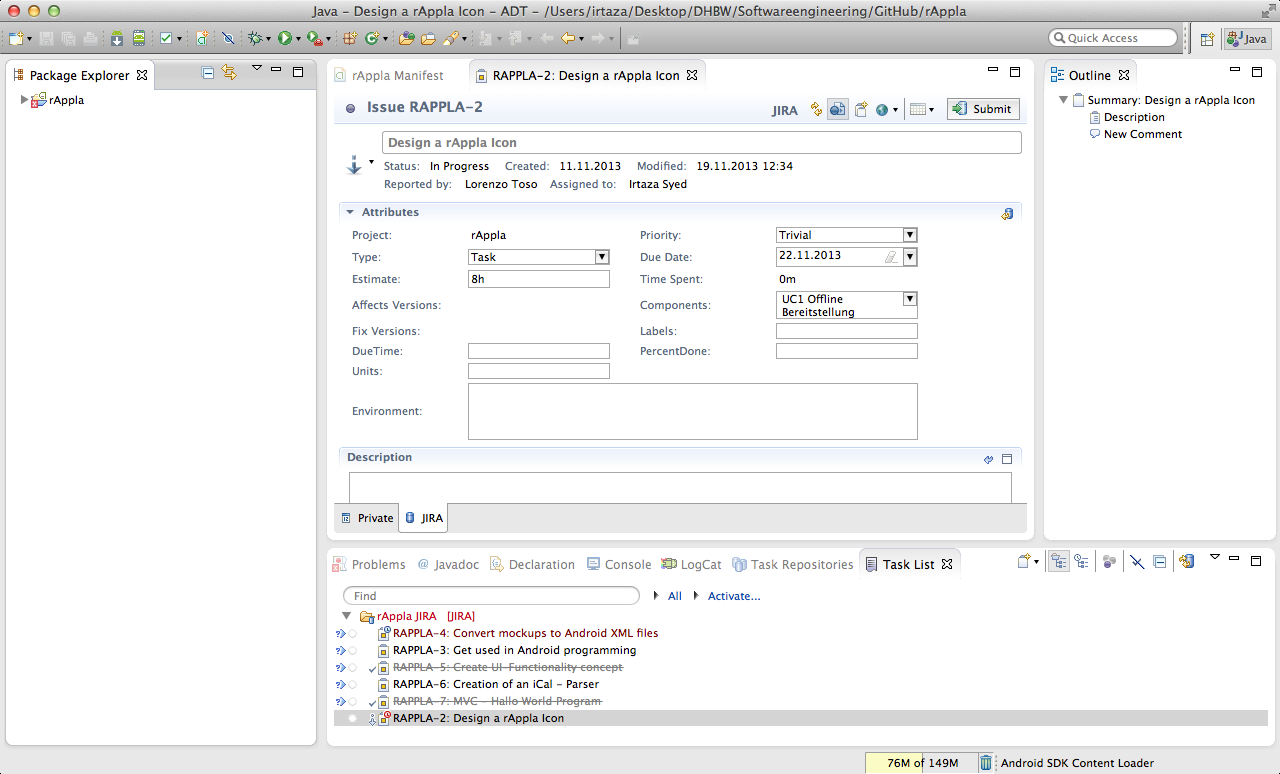 Java – Design a rAppla Icon – ADT – /Users/irtaza/Desktop/DHBW/Softwareengineering/GitHub/rAppla
Quick Access
Java
Package Explorer
rAppla
rAppla Manifest
RAPPLA-2: Design a rAppla Icon
Issue RAPPLA-2
JIRA
Submit
Design a rAppla Icon
Status: In Progress Created: 11.11.2013 Modified: 19.11.2013 12:34
Reported by: Lorenzo Toso Assigned to: Irtaza Syed
Attributes
Project: rAppla Priority: Trivial
Type: Task Due Date: 22.11.2013
Estimate: 8h Time Spent: 0m
Affects Versions: Components: UC1 Offline
Bereitstellung
Fix Versions: Labels:
DueTime: PercentDone:
Units:
Environment:
Description
Private JIRA
Outline
Summary: Design a rAppla Icon
Description
New Comment
Problems @ Javadoc Declaration Console LogCat Task Repositories Task List
Find All Activate...
rAppla JIRA [JIRA]
RAPPLA-4: Convert mockups to Android XML files
RAPPLA-3: Get used in Android programming
RAPPLA-5: Create UI-Functionality concept
RAPPLA-6: Creation of an iCal - Parser
RAPPLA-7: MVC - Hallo World Program
RAPPLA-2: Design a rAppla Icon
76M of 149M Android SDK Content Loader